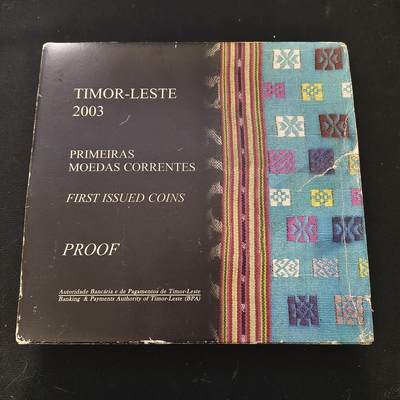 TIMOR-LESTE
2003
PRIMEIRAS
MOEDAS CORRENTES
FIRST ISSUED COINS
PROOF
Autoridade Bancária e de Pagamentos de Timor-Leste
Banking & Payments Authority of Timor-Leste (BPA)